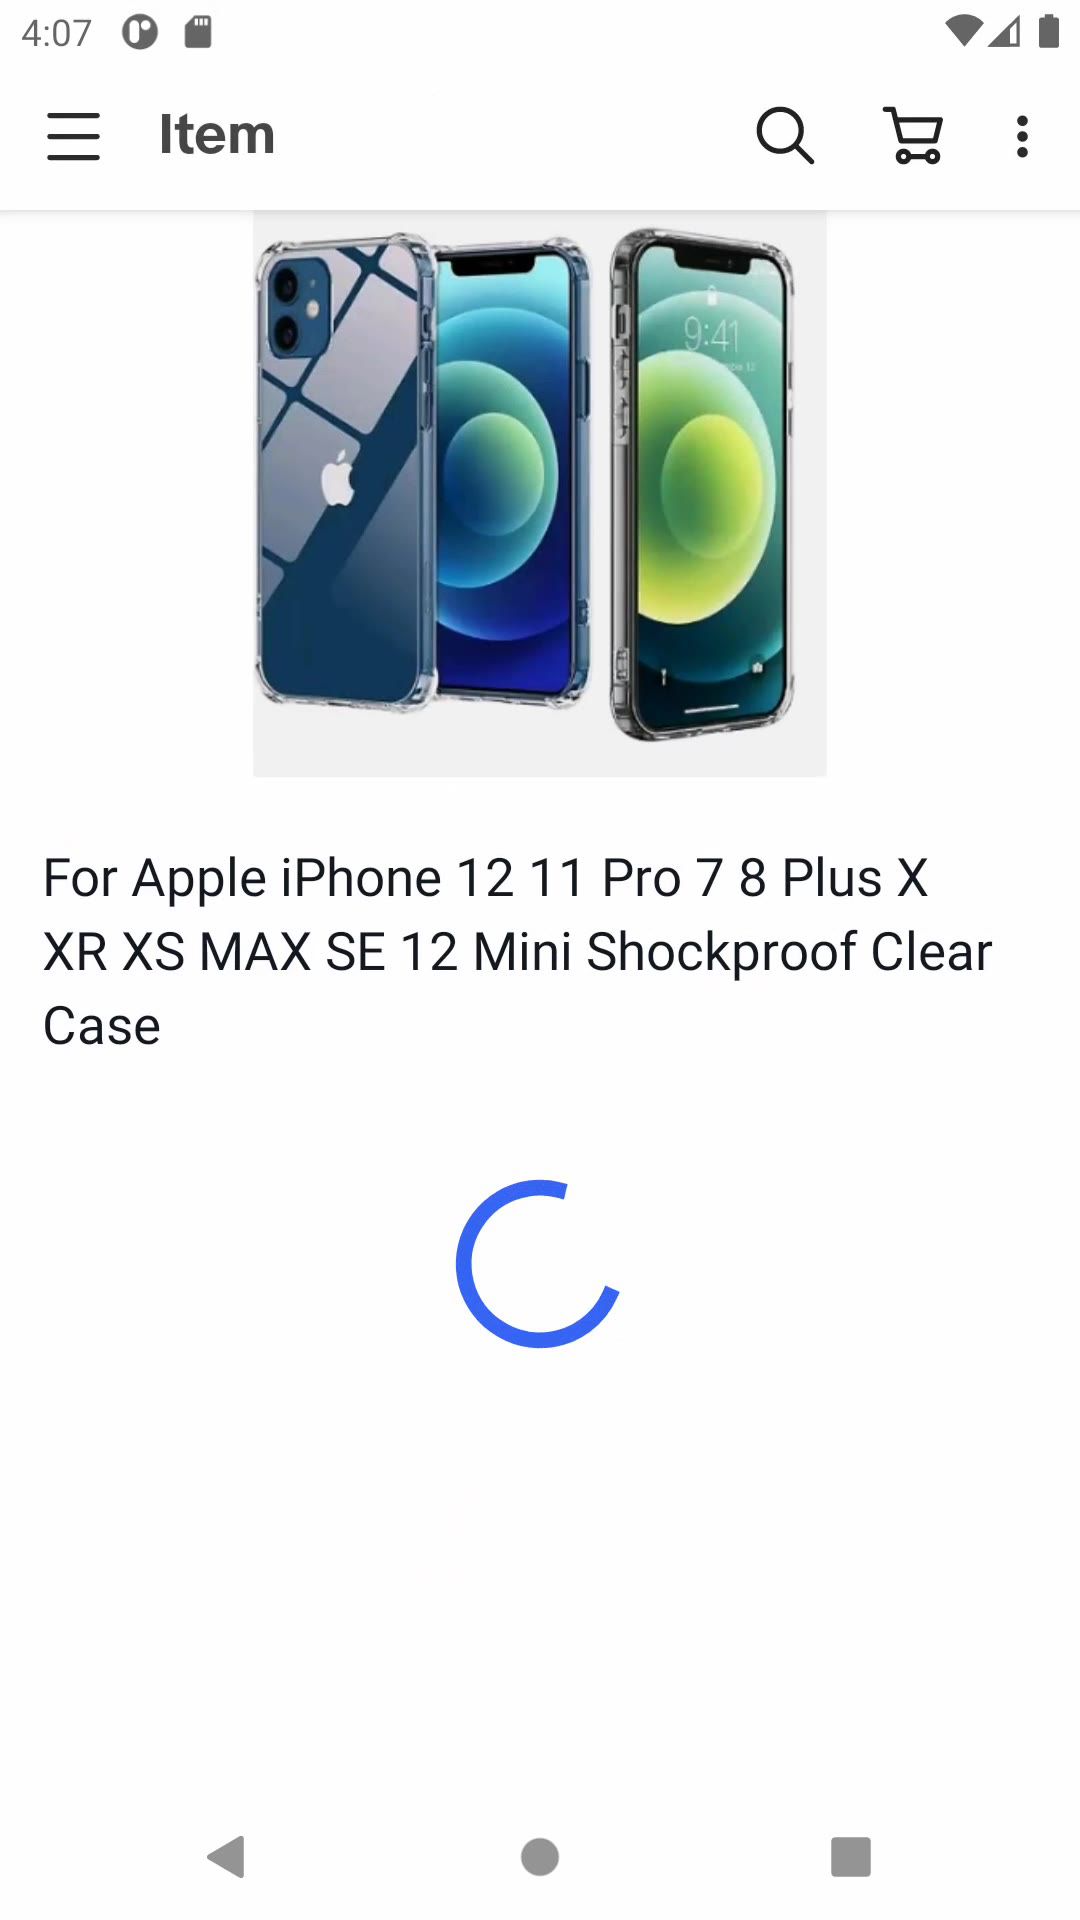 4:07
Item
9:41
For Apple iPhone 12 11 Pro 7 8 Plus X
XR XS MAX SE 12 Mini Shockproof Clear
Case